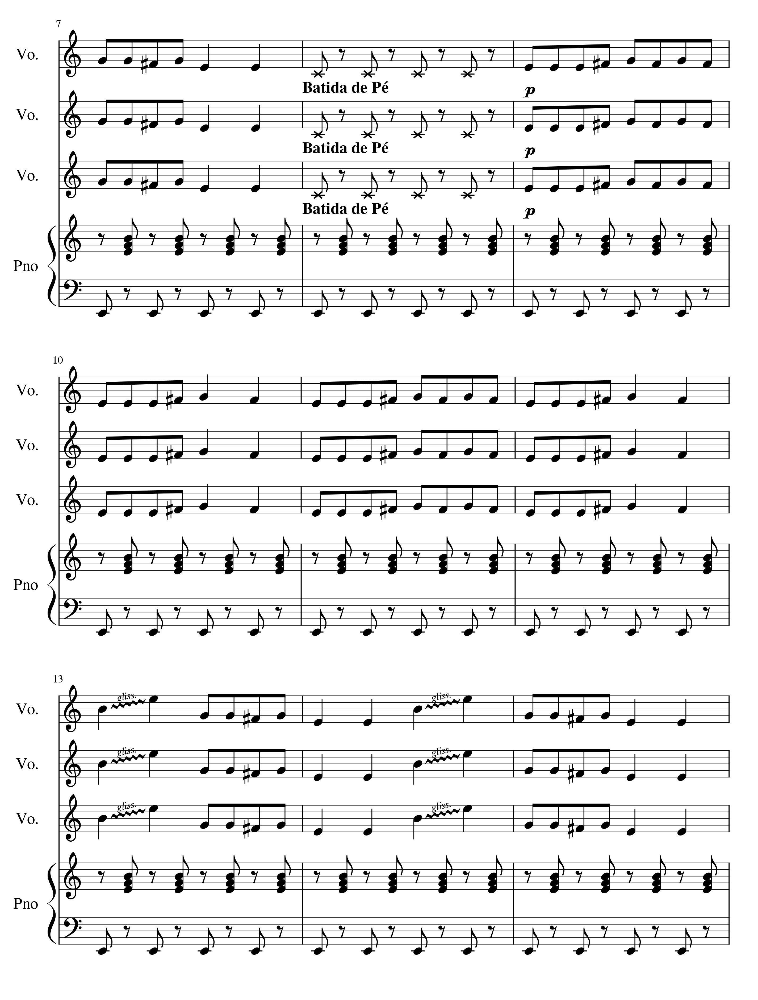 7
Vo.
Batida de Pé
p
Vo.
Batida de Pé
p
Vo.
Batida de Pé
p
Pno
10
Vo.
Vo.
Vo.
Pno
13
Vo.
gliss. gliss.
Vo.
gliss. gliss.
Vo.
gliss. gliss.
Pno